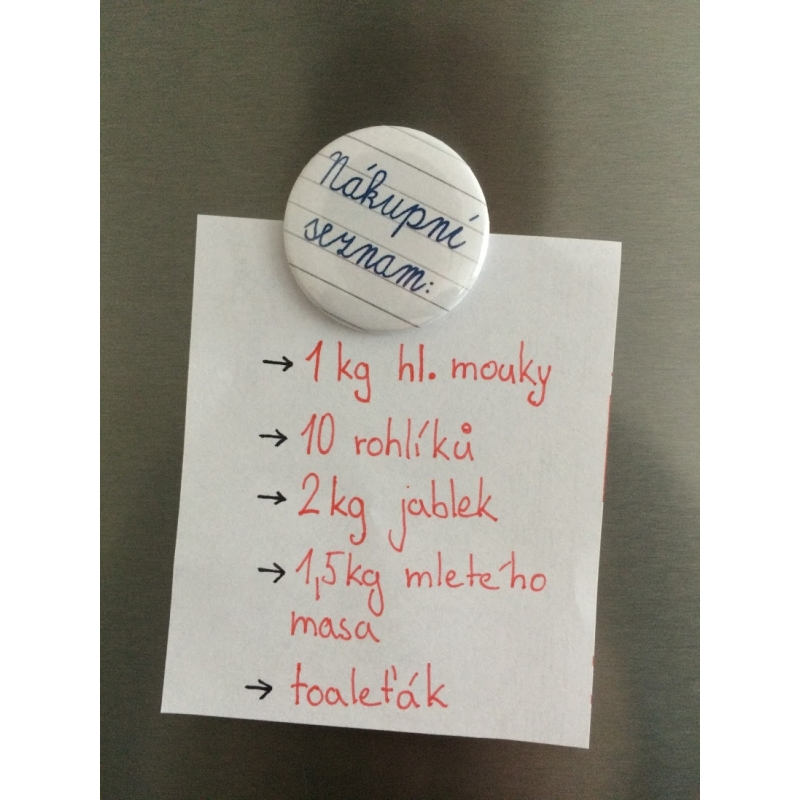 Nákupní
seznam:
→ 1 kg hl. mouky
→ 10 rohlíků
→ 2 kg jablek
→ 1,5 kg mletého
masa
→ toaleťák